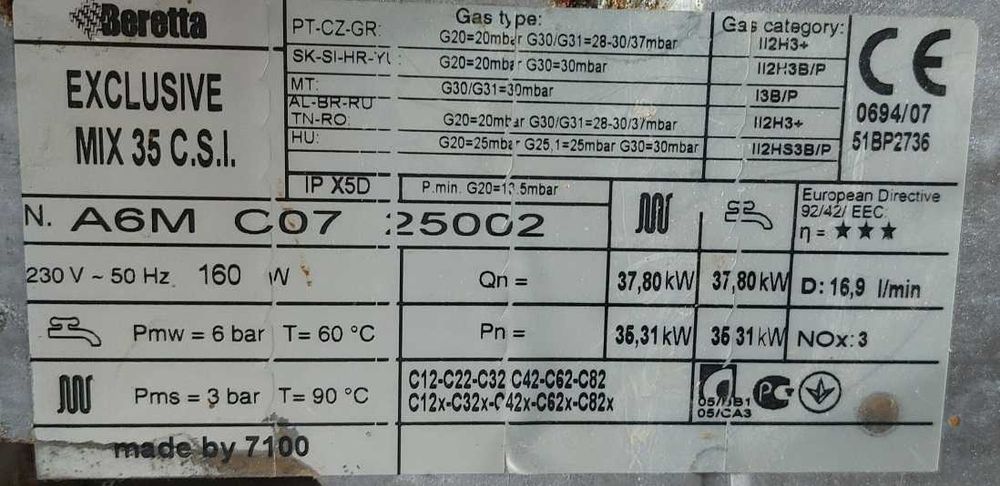 Beretta
EXCLUSIVE
MIX 35 C.S.I.
Gas type: Gas category:
PT-CZ-GR: G20=20mbar G30/G31=28-30/37mbar II2H3+
SK-SI-HR-YU: G20=20mbar G30=30mbar II2H3B/P
MT: G30/G31=30mbar I3B/P
AL-BR-RU
TN-RO: G20=20mbar G30/G31=28-30/37mbar II2H3+
HU: G20=25mbar G25,1=25mbar G30=30mbar II2HS3B/P
CE
0694/07
51BP2736
IP X5D P.min. G20=13.5mbar
European Directive
92/42/ EEC
η = ★★★
N. A6M C07 25002
230 V ~ 50 Hz 160 W Qn = 37,80 kW 37,80 kW D: 16,9 l/min
Pmw = 6 bar T= 60 °C Pn = 35,31 kW 35 31 kW NOx: 3
Pms = 3 bar T= 90 °C
C12-C22-C32 C42-C62-C82
C12x-C32x-C42x-C62x-C82x
05/CA3
made by 7100